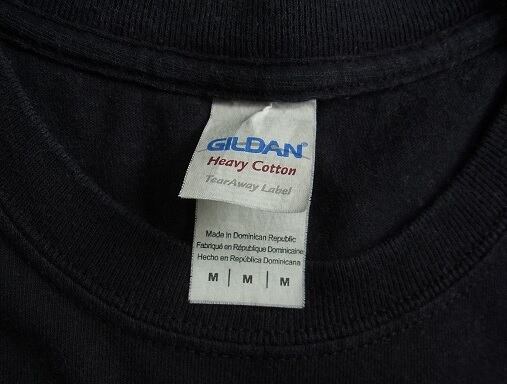 GILDAN®
Heavy Cotton
TearAway Label
Made in Dominican Republic
Fabriqué en République Dominicaine
Hecho en República Dominicana
M | M | M